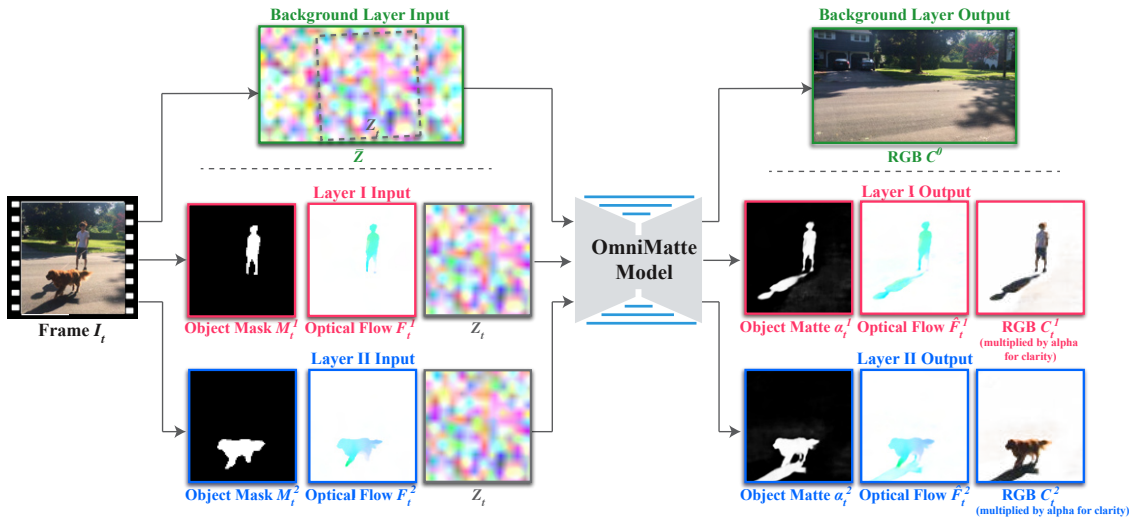 Background Layer Input
Z_t
Z̄
Background Layer Output
RGB C^0
Frame I_t
Layer I Input
Object Mask M_t^1
Optical Flow F_t^1
Z_t
Layer II Input
Object Mask M_t^2
Optical Flow F_t^2
Z_t
OmniMatte
Model
Layer I Output
Object Matte α_t^1
Optical Flow F̂_t^1
RGB C_t^1
(multiplied by alpha
for clarity)
Layer II Output
Object Matte α_t^2
Optical Flow F̂_t^2
RGB C_t^2
(multiplied by alpha for clarity)